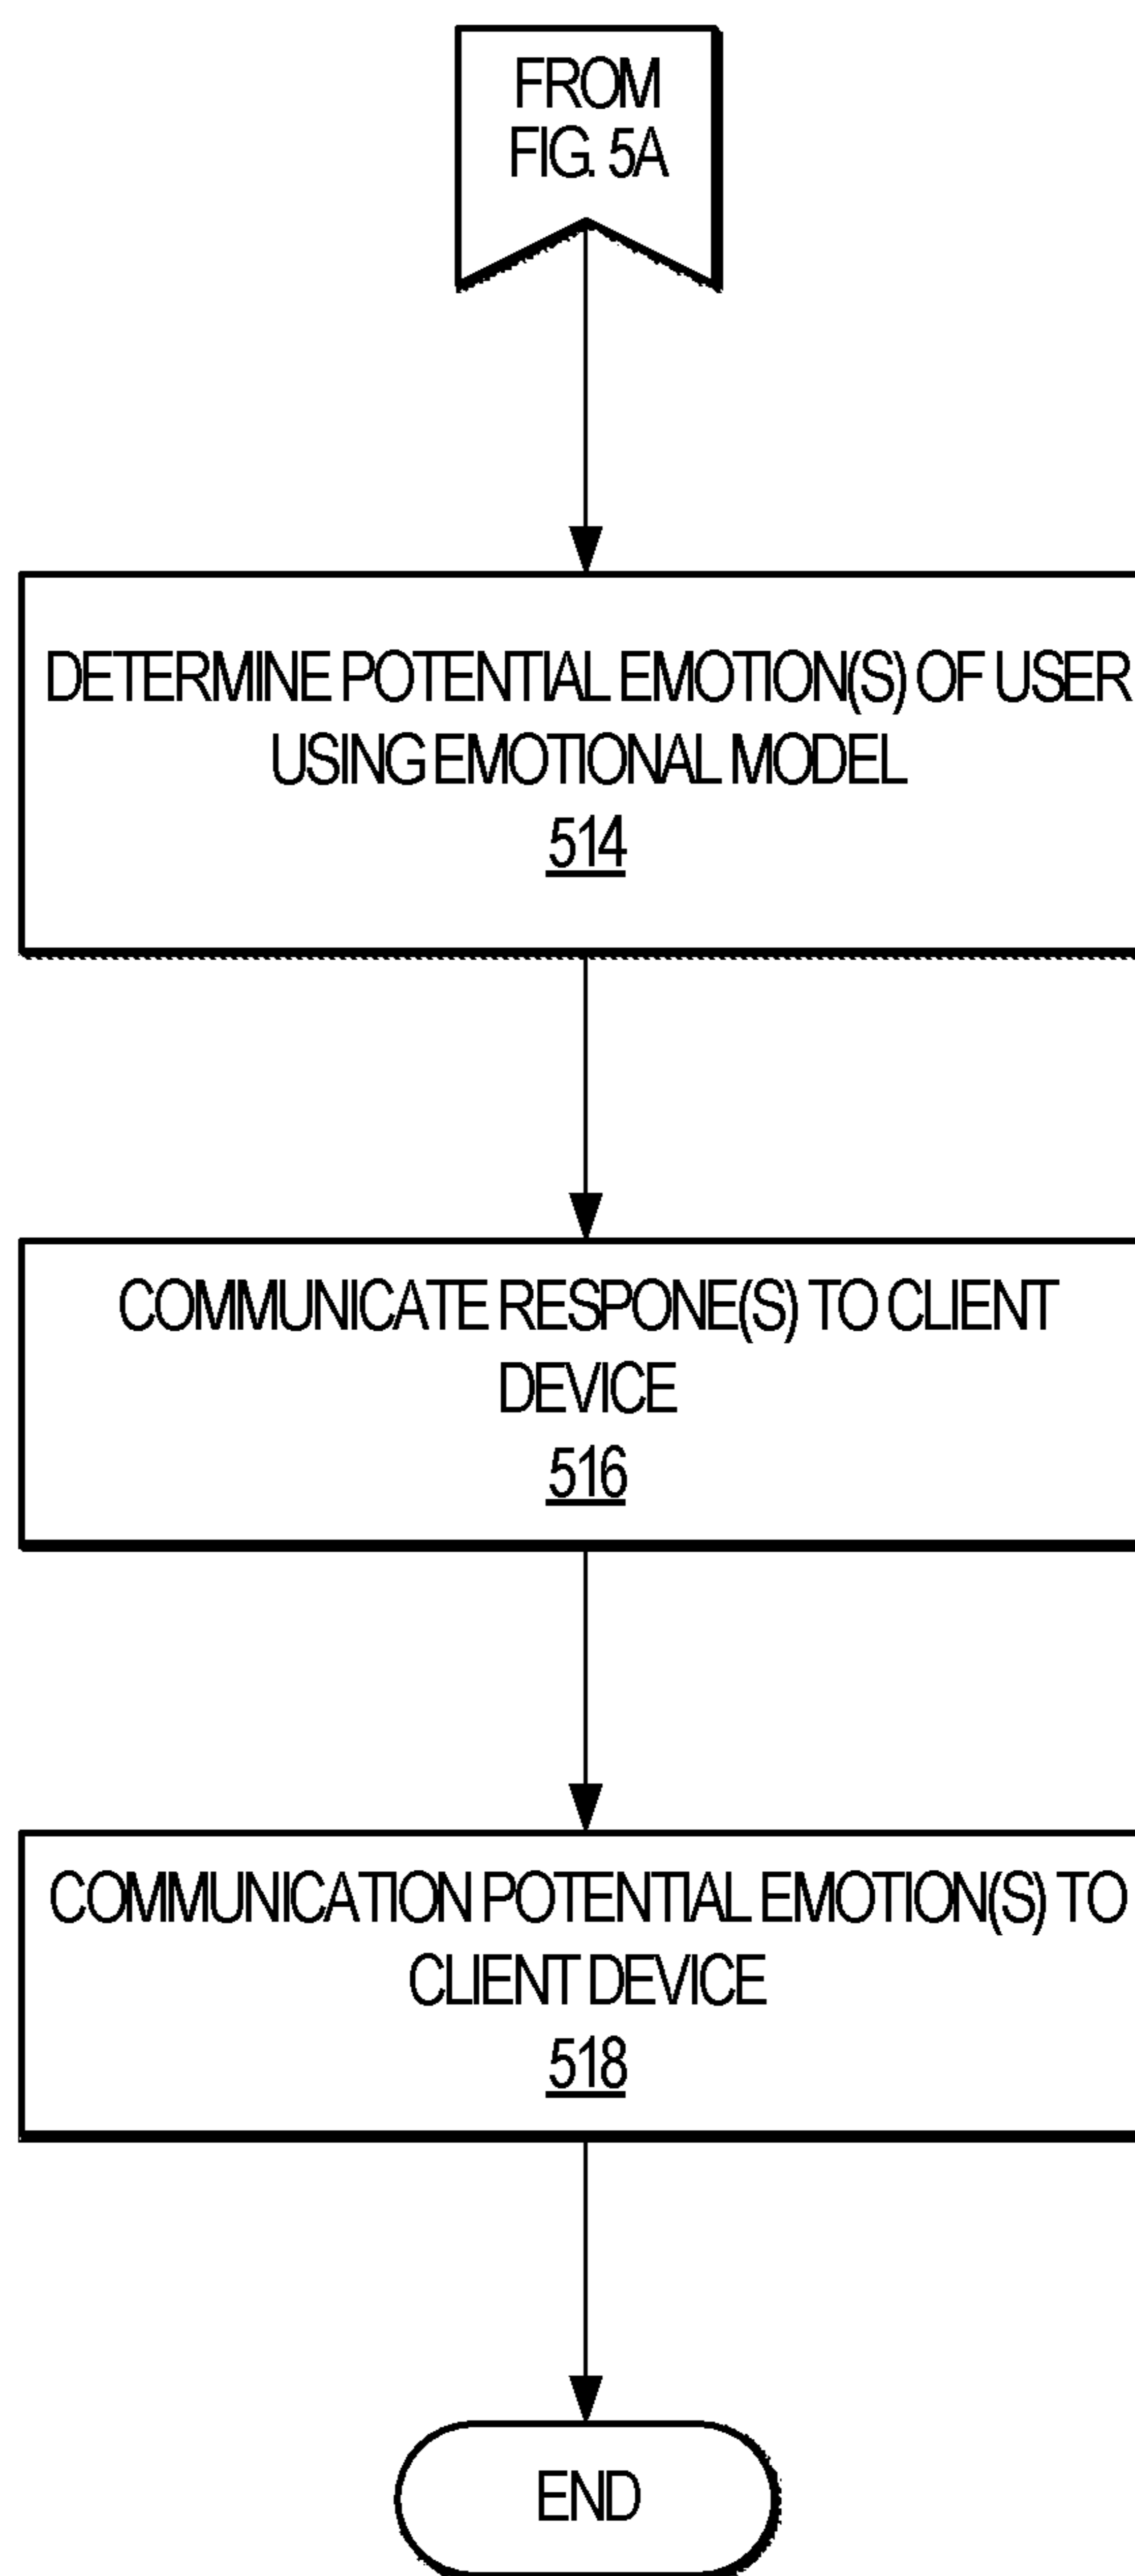 FROM
FIG. 5A
DETERMINE POTENTIAL EMOTION(S) OF USER
USING EMOTIONAL MODEL
514
COMMUNICATE RESPONE(S) TO CLIENT
DEVICE
516
COMMUNICATION POTENTIAL EMOTION(S) TO
CLIENT DEVICE
518
END